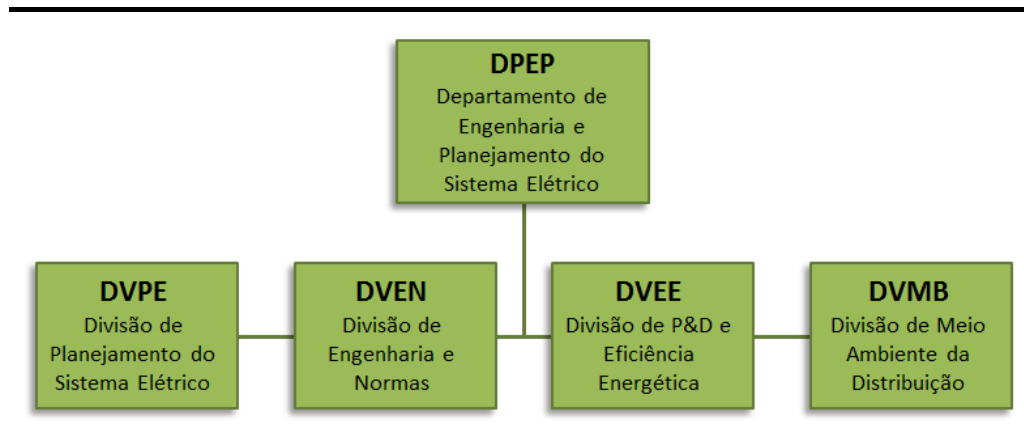 DPEP
Departamento de
Engenharia e
Planejamento do
Sistema Elétrico
DVPE
Divisão de
Planejamento do
Sistema Elétrico
DVEN
Divisão de
Engenharia e
Normas
DVEE
Divisão de P&D e
Eficiência
Energética
DVMB
Divisão de Meio
Ambiente da
Distribuição